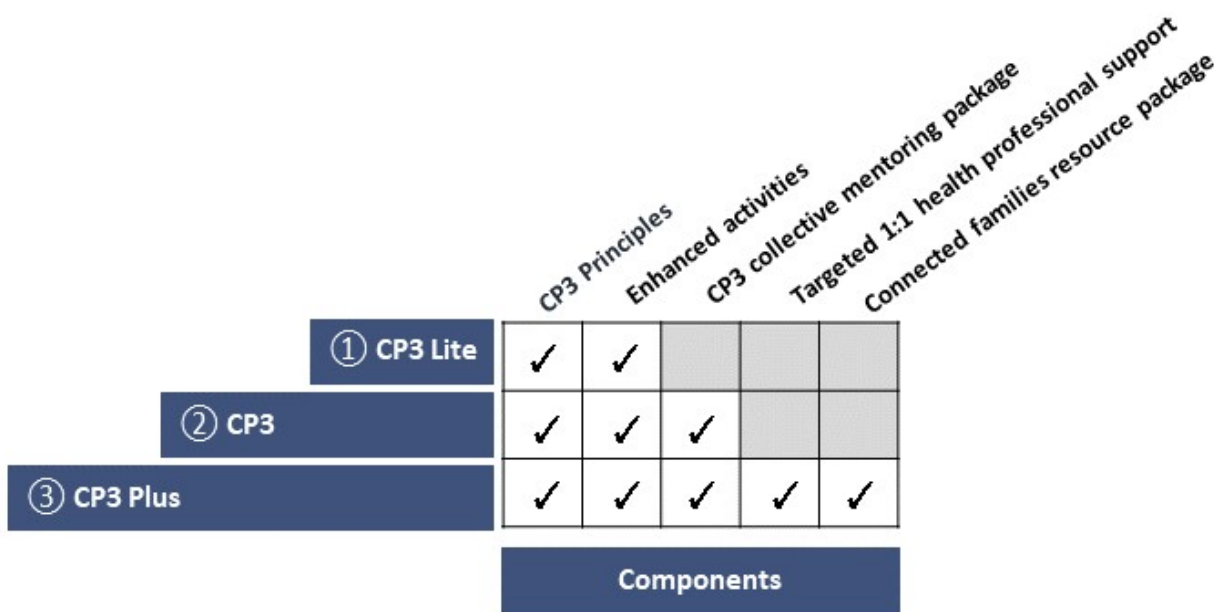 CP3 Principles
Enhanced activities
CP3 collective mentoring package
Targeted 1:1 health professional support
Connected families resource package
① CP3 Lite
✓ ✓
② CP3
✓ ✓ ✓
③ CP3 Plus
✓ ✓ ✓ ✓ ✓
Components